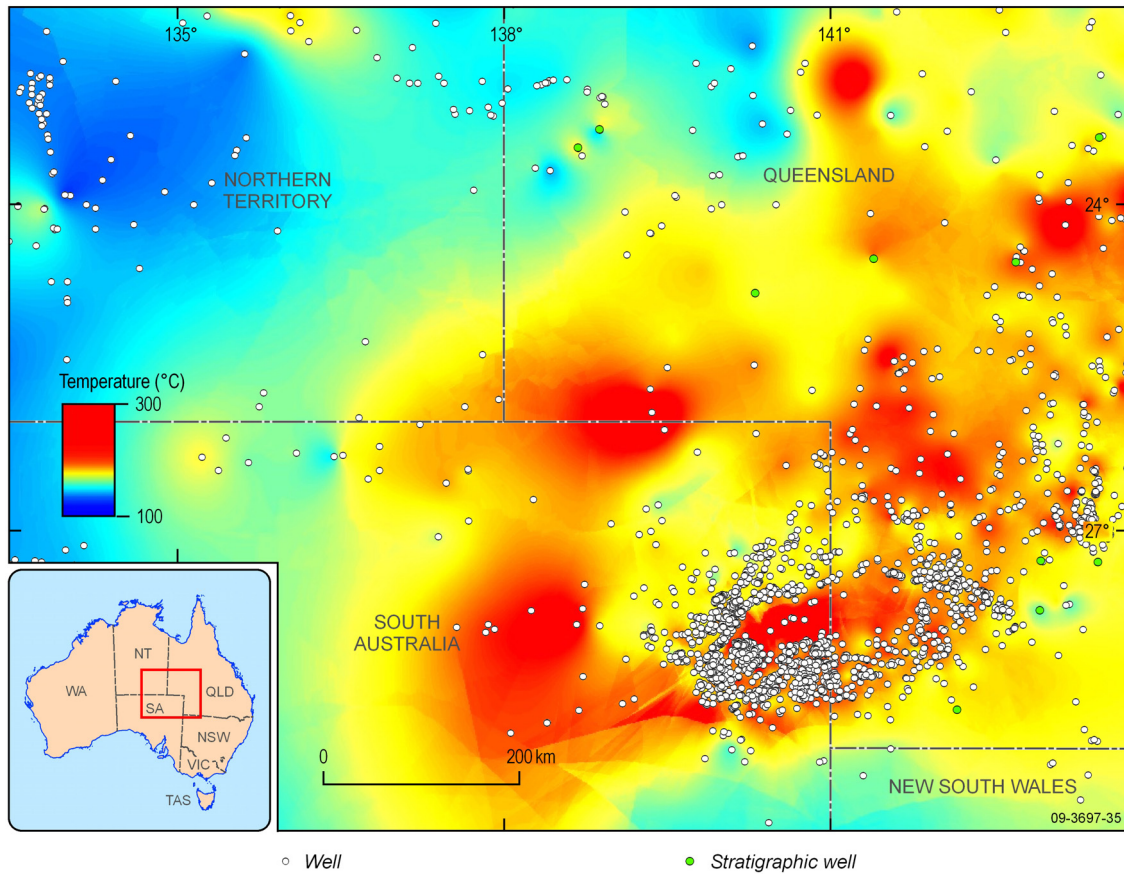 135°
138°
141°
NORTHERN
TERRITORY
QUEENSLAND
24°
Temperature (°C)
300
100
27°
SOUTH
AUSTRALIA
0
200 km
NEW SOUTH WALES
09-3697-35
NT
WA
QLD
SA
NSW
VIC
TAS
Well
Stratigraphic well